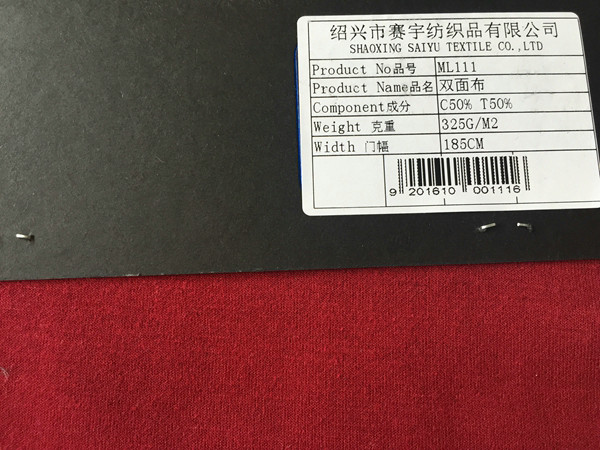 绍兴市赛宇纺织品有限公司
SHAOXING SAIYU TEXTILE CO.,LTD
Product No品号 ML111
Product Name品名 双面布
Component成分 C50% T50%
Weight 克重 325G/M2
Width 门幅 185CM
9 201610 001116